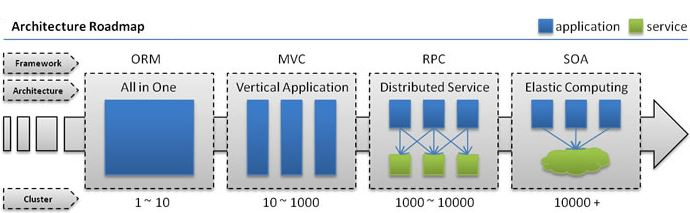 Architecture Roadmap
application
service
Framework
ORM
MVC
RPC
SOA
Architecture
All in One
Vertical Application
Distributed Service
Elastic Computing
Cluster
1 ~ 10
10 ~ 1000
1000 ~ 10000
10000 +